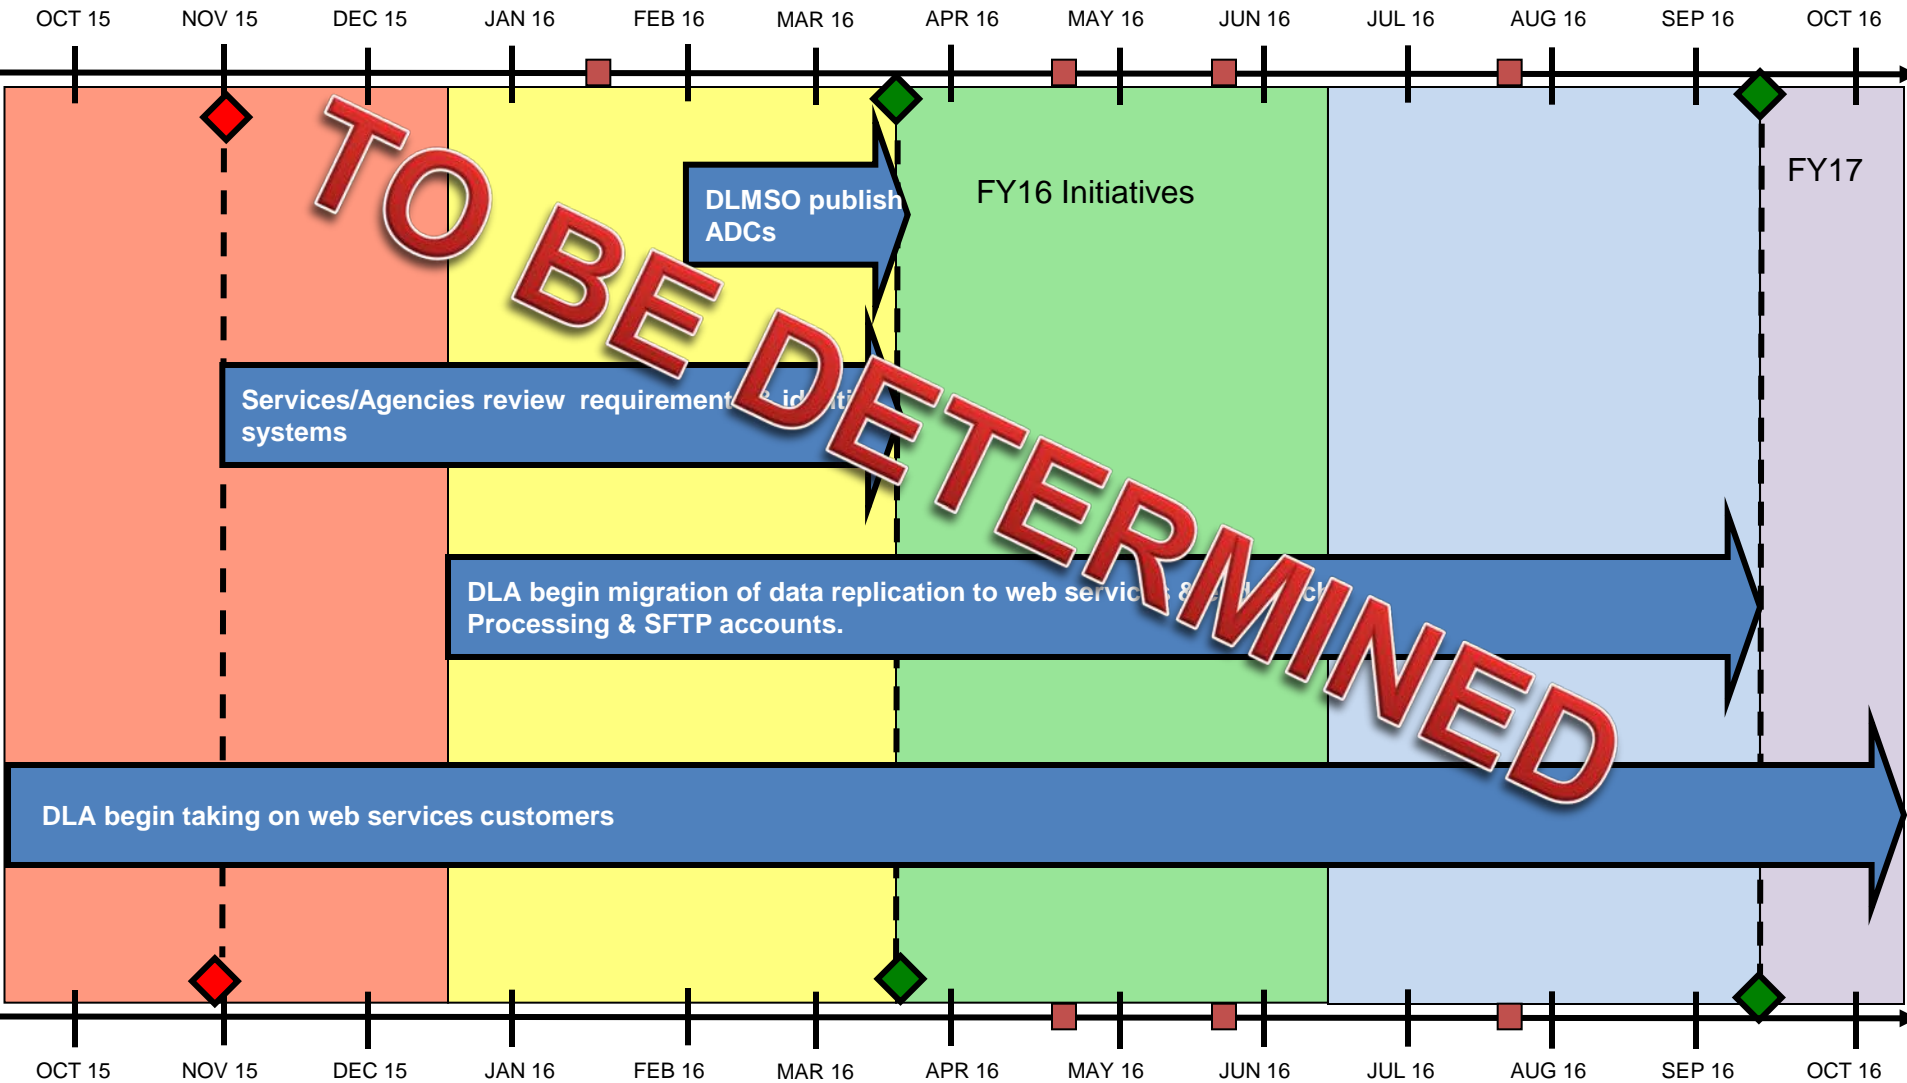 OCT 15 NOV 15 DEC 15 JAN 16 FEB 16 MAR 16 APR 16 MAY 16 JUN 16 JUL 16 AUG 16 SEP 16 OCT 16
FY17
FY16 Initiatives
DLMSO publish
ADCs
TO BE DETERMINED
Services/Agencies review requirement &
systems
DLA begin migration of data replication to web servic &
Processing & SFTP accounts.
DLA begin taking on web services customers
OCT 15 NOV 15 DEC 15 JAN 16 FEB 16 MAR 16 APR 16 MAY 16 JUN 16 JUL 16 AUG 16 SEP 16 OCT 16